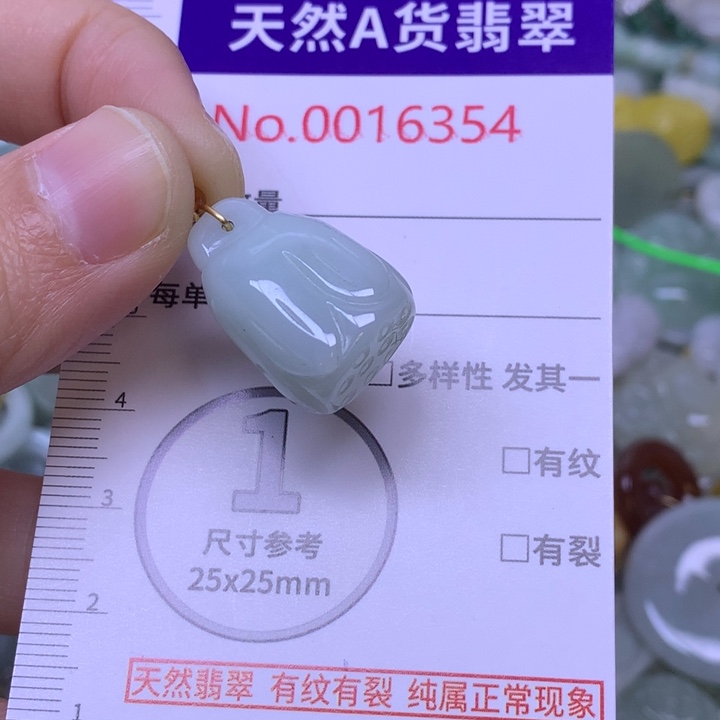 天然A货翡翠
No.0016354
量
每单
□多样性 发其一
4
1
□有纹
3
尺寸参考
25x25mm
□有裂
2
天然翡翠 有纹有裂 纯属正常现象
1